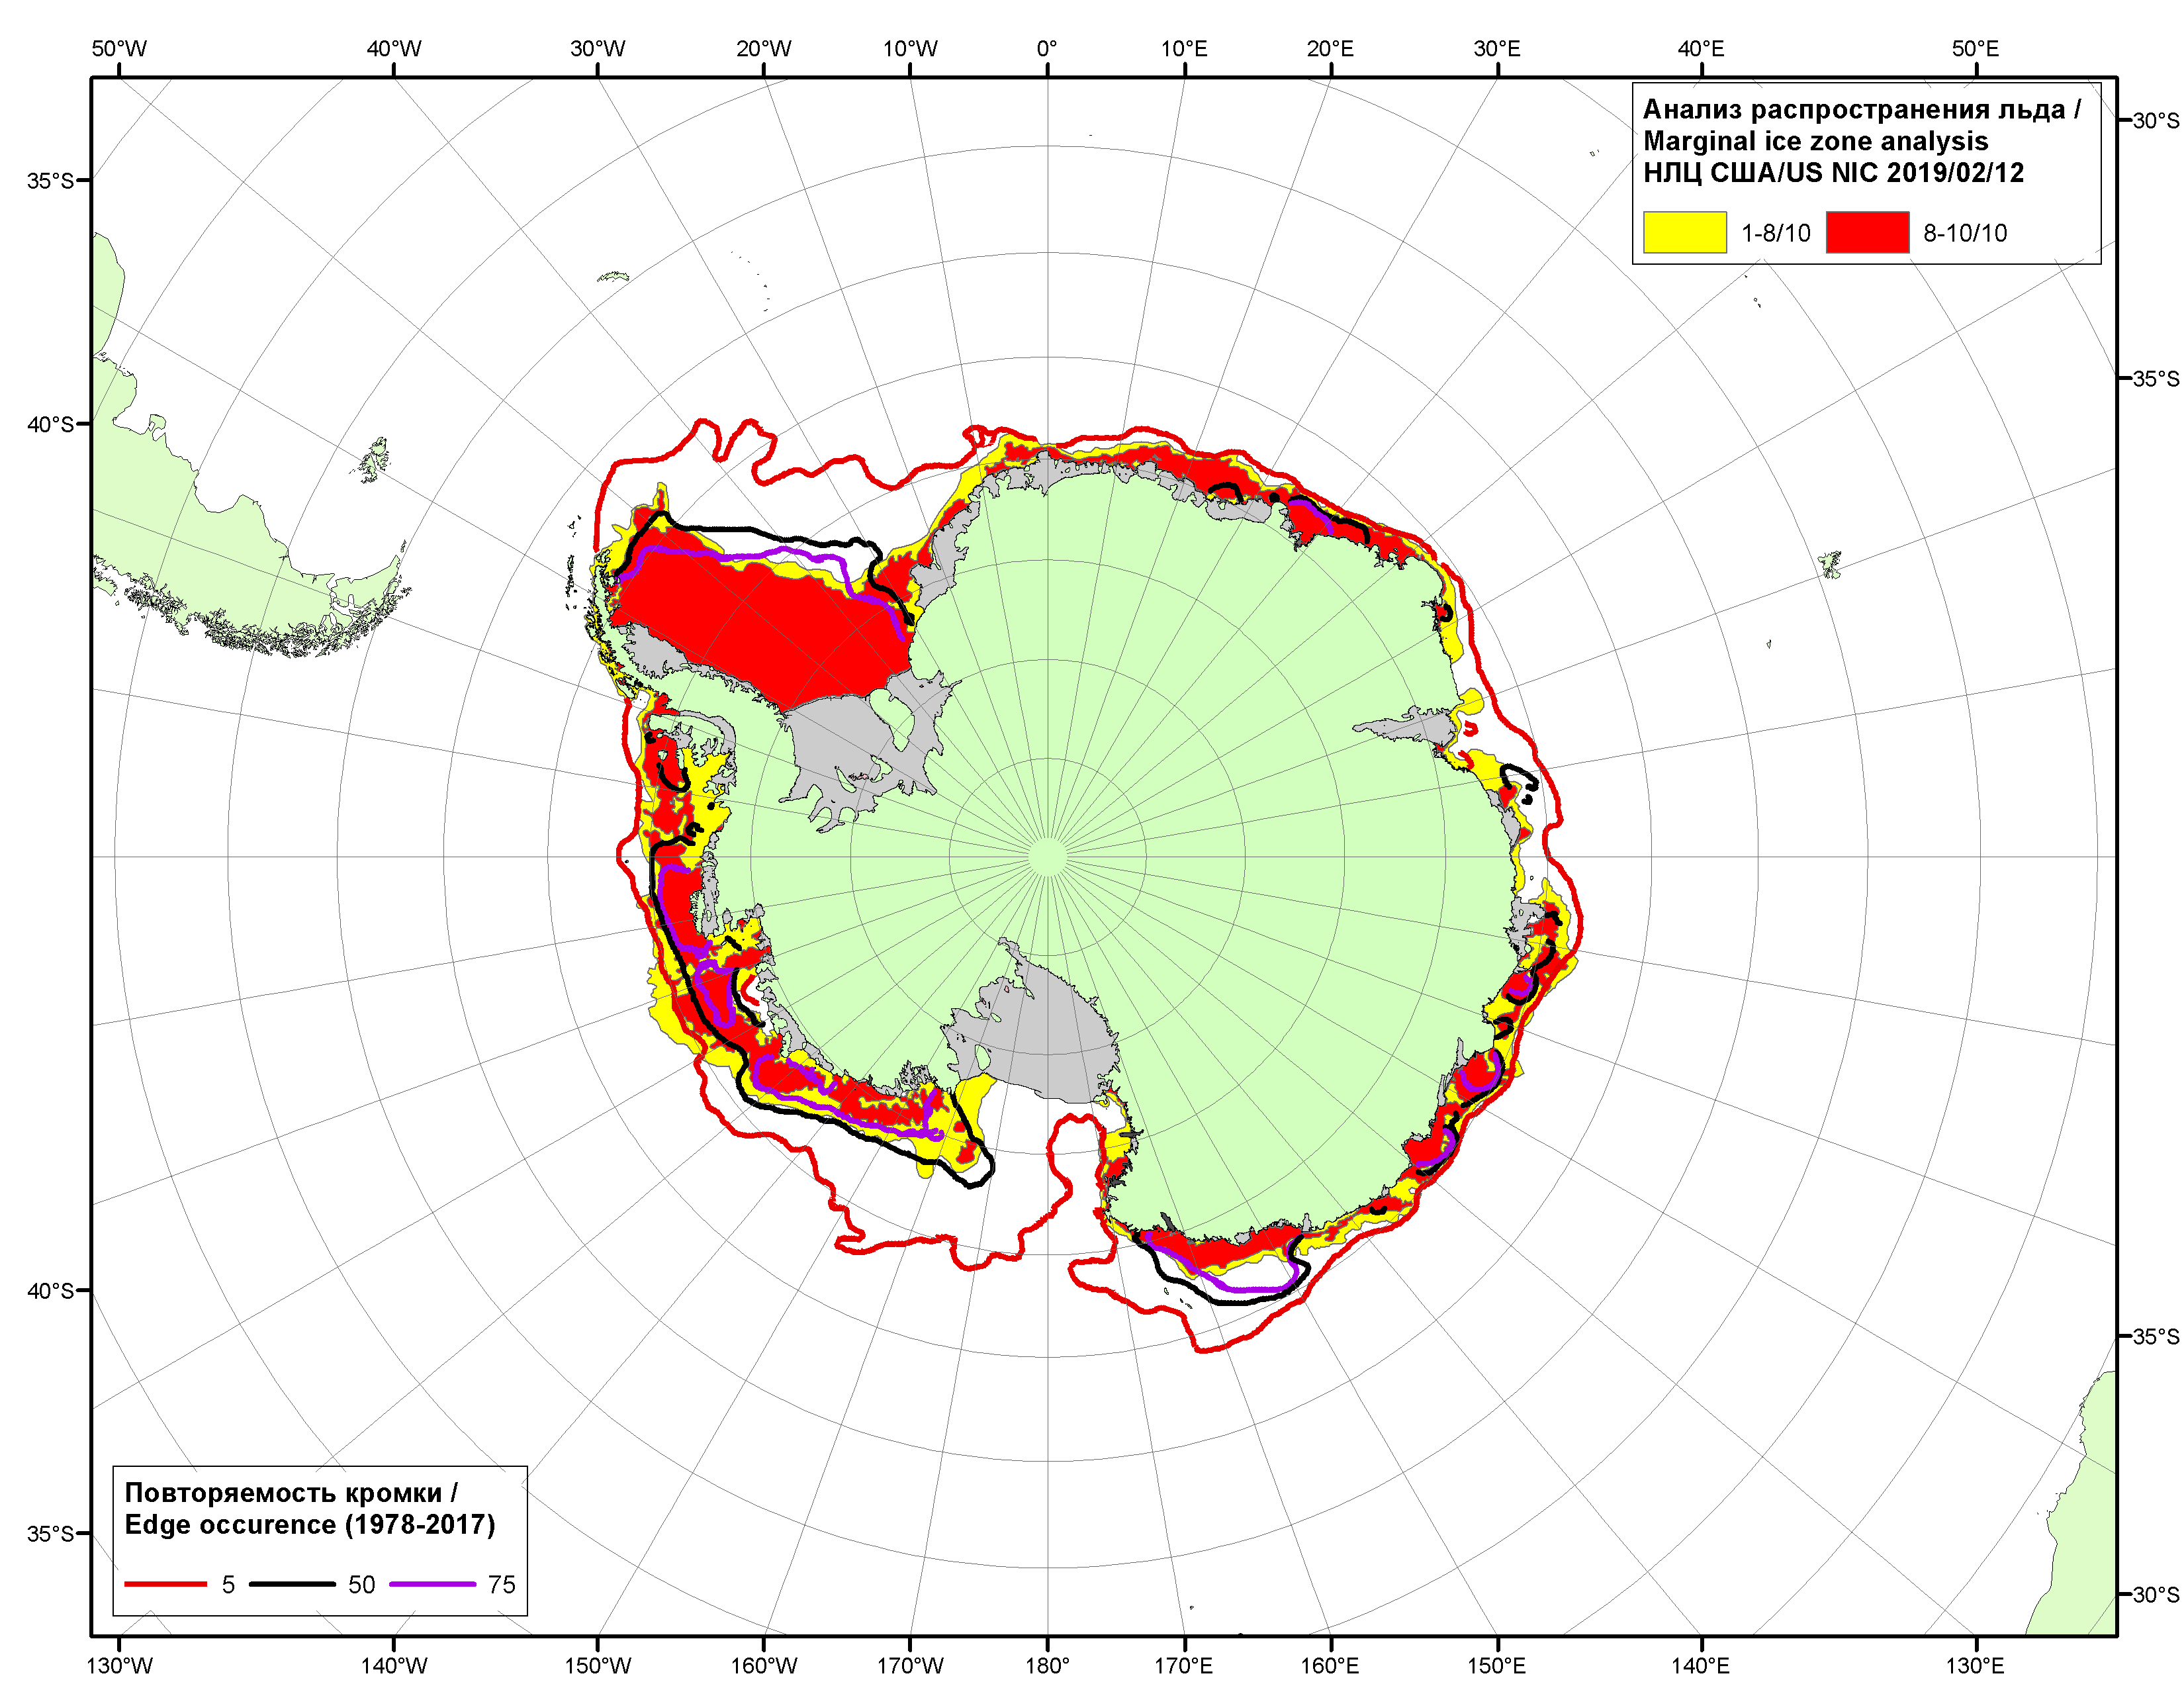 50°W 40°W 30°W 20°W 10°W 0° 10°E 20°E 30°E 40°E 50°E
Анализ распространения льда /
Marginal ice zone analysis
НЛЦ США/US NIC 2019/02/12
1-8/10 8-10/10
30°S
35°S
35°S
40°S
40°S
35°S
35°S
30°S
Повторяемость кромки /
Edge occurence (1978-2017)
5 50 75
130°W 140°W 150°W 160°W 170°W 180° 170°E 160°E 150°E 140°E 130°E